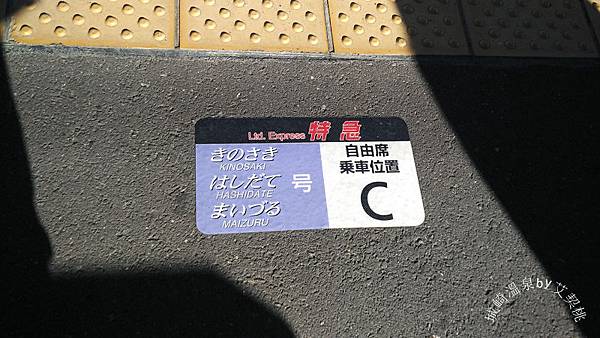 Ltd. Express 特急
きのさき
KINOSAKI
はしだて
HASHIDATE
まいづる
MAIZURU
号
自由席
乗車位置
C
城崎溫泉by艾契桃